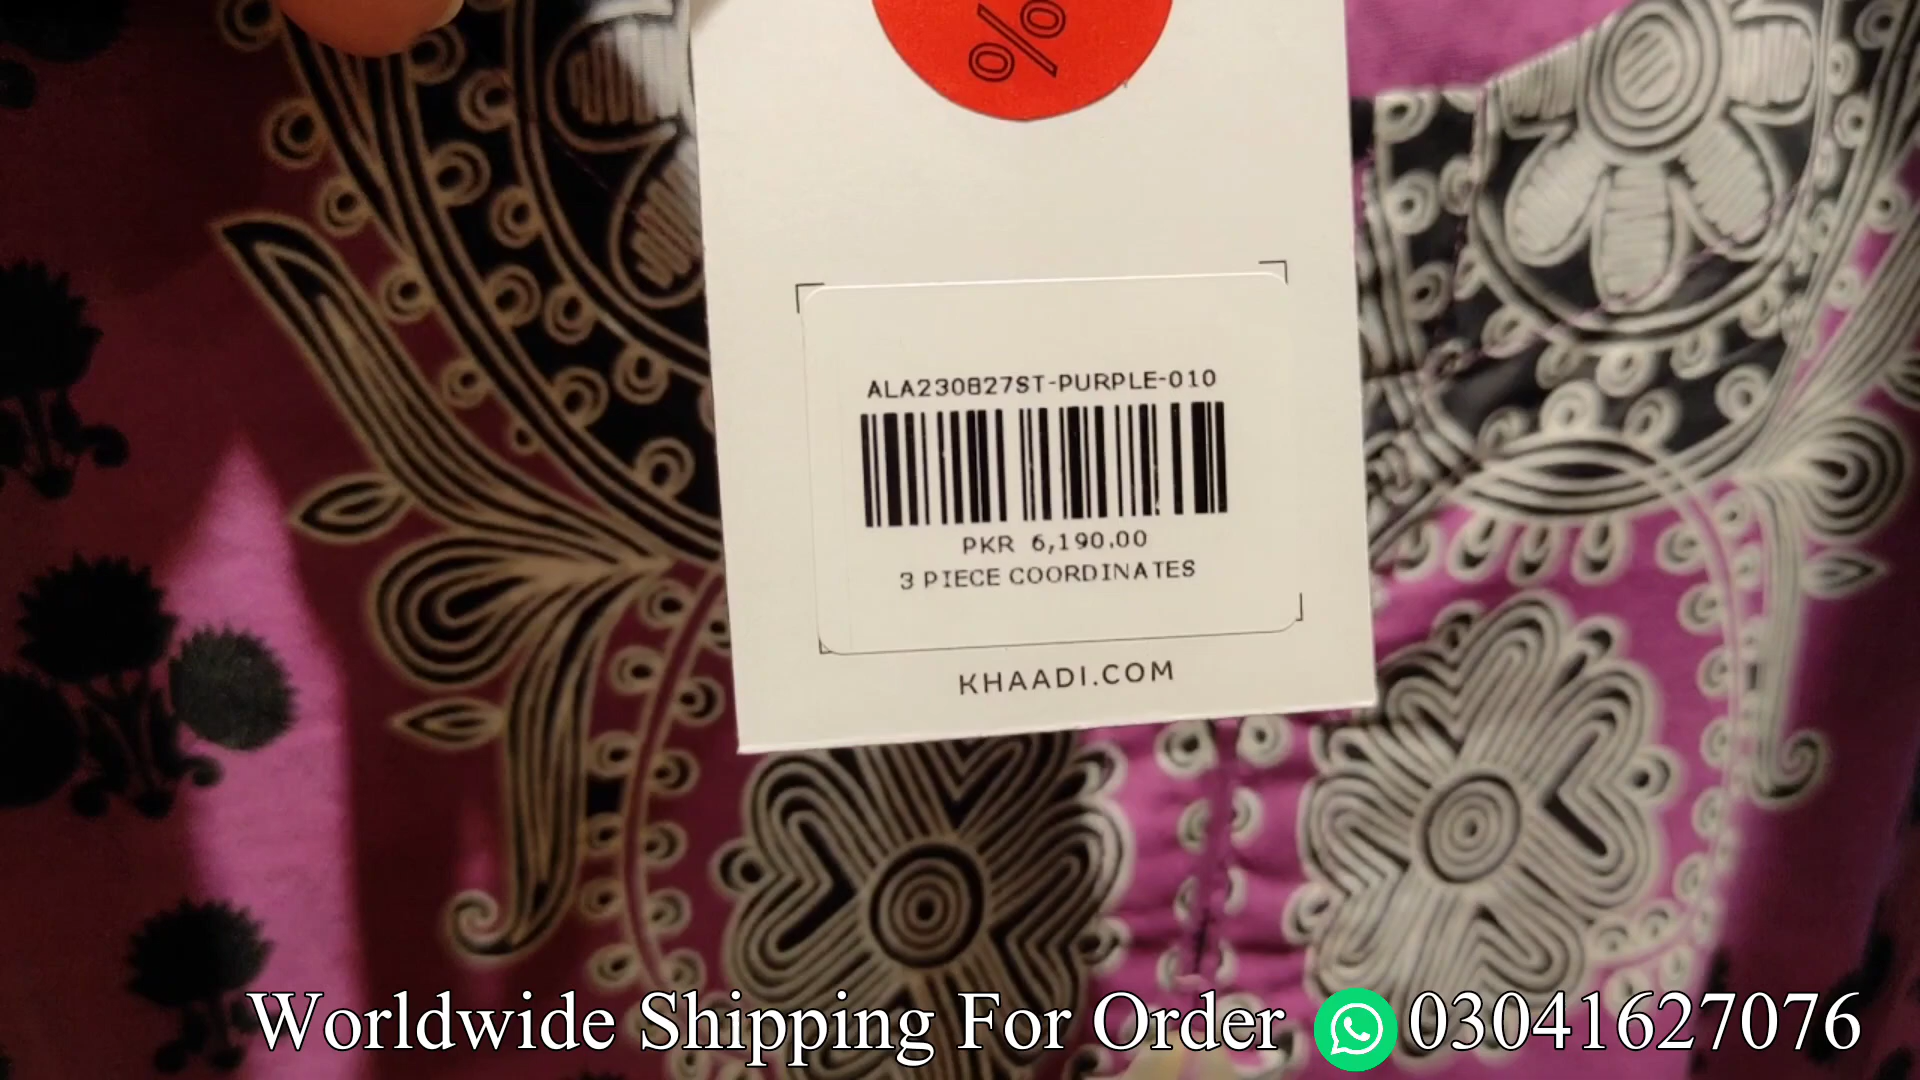 %
ALA230827ST-PURPLE-010
PKR 6,190.00
3 PIECE COORDINATES
KHAADI.COM
Worldwide Shipping For Order 03041627076